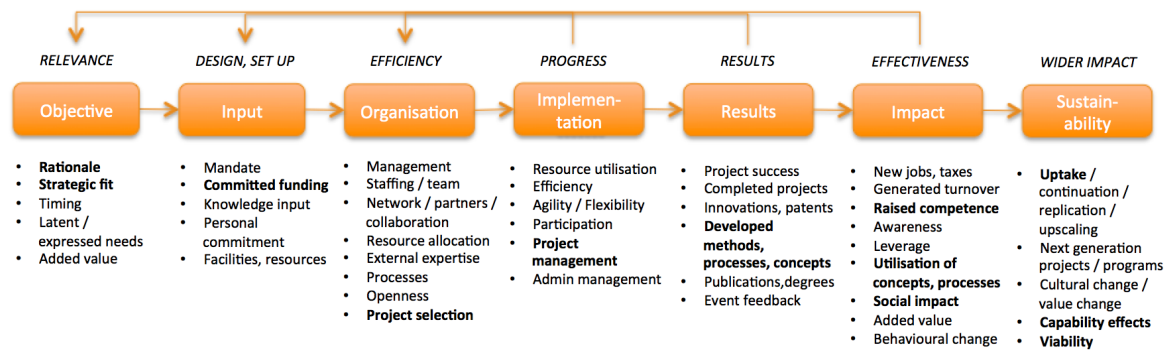 RELEVANCE
DESIGN, SET UP
EFFICIENCY
PROGRESS
RESULTS
EFFECTIVENESS
WIDER IMPACT
Objective
Input
Organisation
Implemen-
tation
Results
Impact
Sustain-
ability
• Rationale
• Strategic fit
• Timing
• Latent /
expressed needs
• Added value
• Mandate
• Committed funding
• Knowledge input
• Personal
commitment
• Facilities, resources
• Management
• Staffing / team
• Network / partners /
collaboration
• Resource allocation
• External expertise
• Processes
• Openness
• Project selection
• Resource utilisation
• Efficiency
• Agility / Flexibility
• Participation
• Project
management
• Admin management
• Project success
• Completed projects
• Innovations, patents
• Developed
methods,
processes, concepts
• Publications,degrees
• Event feedback
• New jobs, taxes
• Generated turnover
• Raised competence
• Awareness
• Leverage
• Utilisation of
concepts, processes
• Social impact
• Added value
• Behavioural change
• Uptake /
continuation /
replication /
upscaling
• Next generation
projects / programs
• Cultural change /
value change
• Capability effects
• Viability